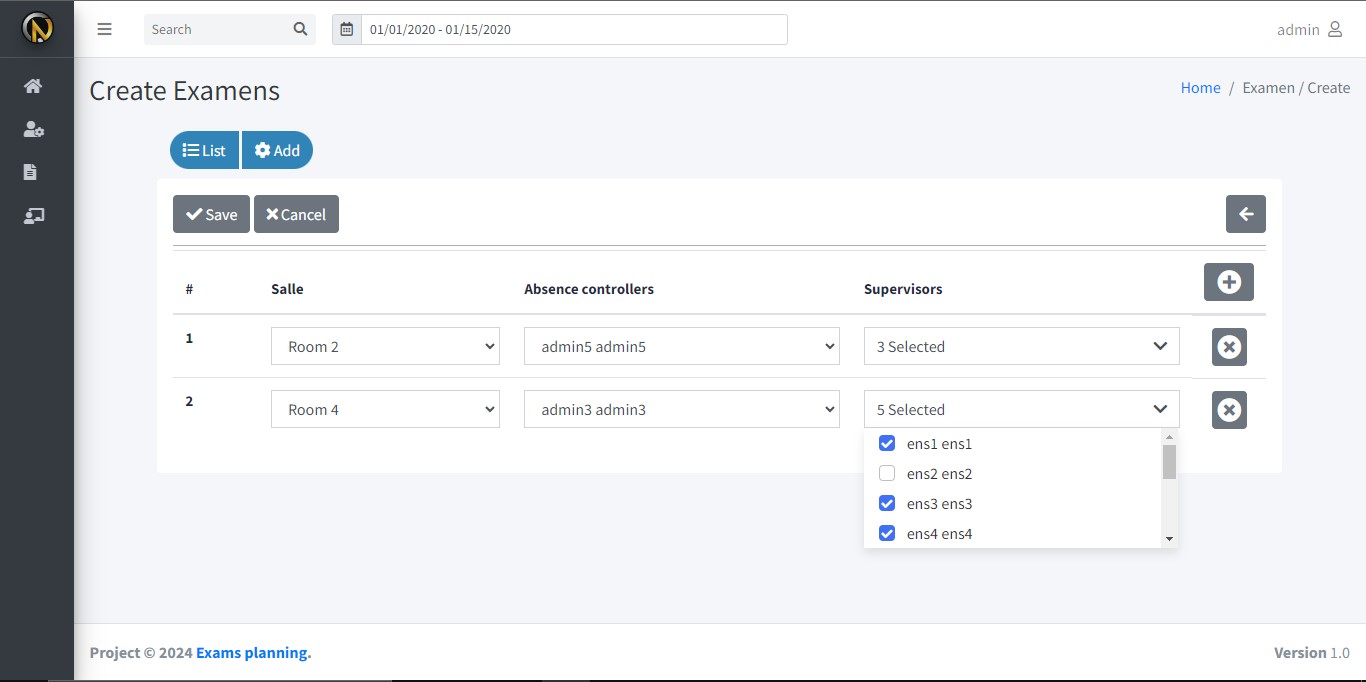 Search
01/01/2020 - 01/15/2020
admin
Create Examens
Home / Examen / Create
List
Add
Save
Cancel
# Salle Absence controllers Supervisors
1 Room 2 admin5 admin5 3 Selected
2 Room 4 admin3 admin3 5 Selected
ens1 ens1
ens2 ens2
ens3 ens3
ens4 ens4
Project © 2024 Exams planning.
Version 1.0